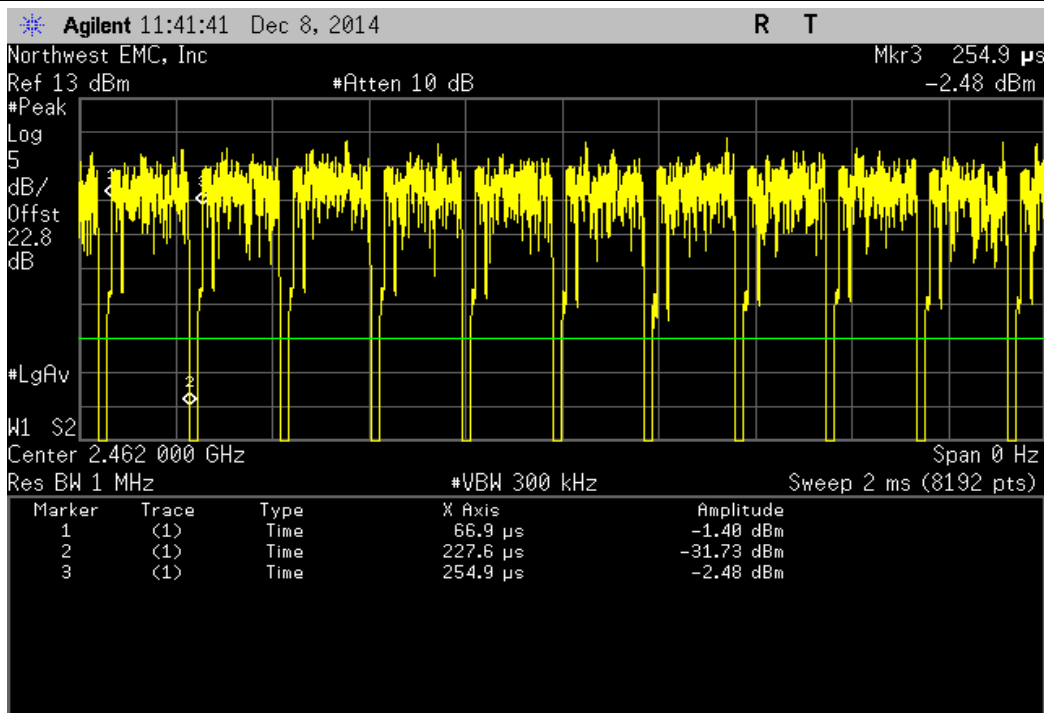 Agilent 11:41:41 Dec 8, 2014 R T
Northwest EMC, Inc Mkr3 254.9 µs
Ref 13 dBm #Atten 10 dB -2.48 dBm
#Peak
Log
5
dB/
Offst
22.8
dB
#LgAv
W1 S2
2
Center 2.462 000 GHz Span 0 Hz
Res BW 1 MHz #VBW 300 kHz Sweep 2 ms (8192 pts)
Marker Trace Type X Axis Amplitude
1 (1) Time 66.9 µs -1.40 dBm
2 (1) Time 227.6 µs -31.73 dBm
3 (1) Time 254.9 µs -2.48 dBm